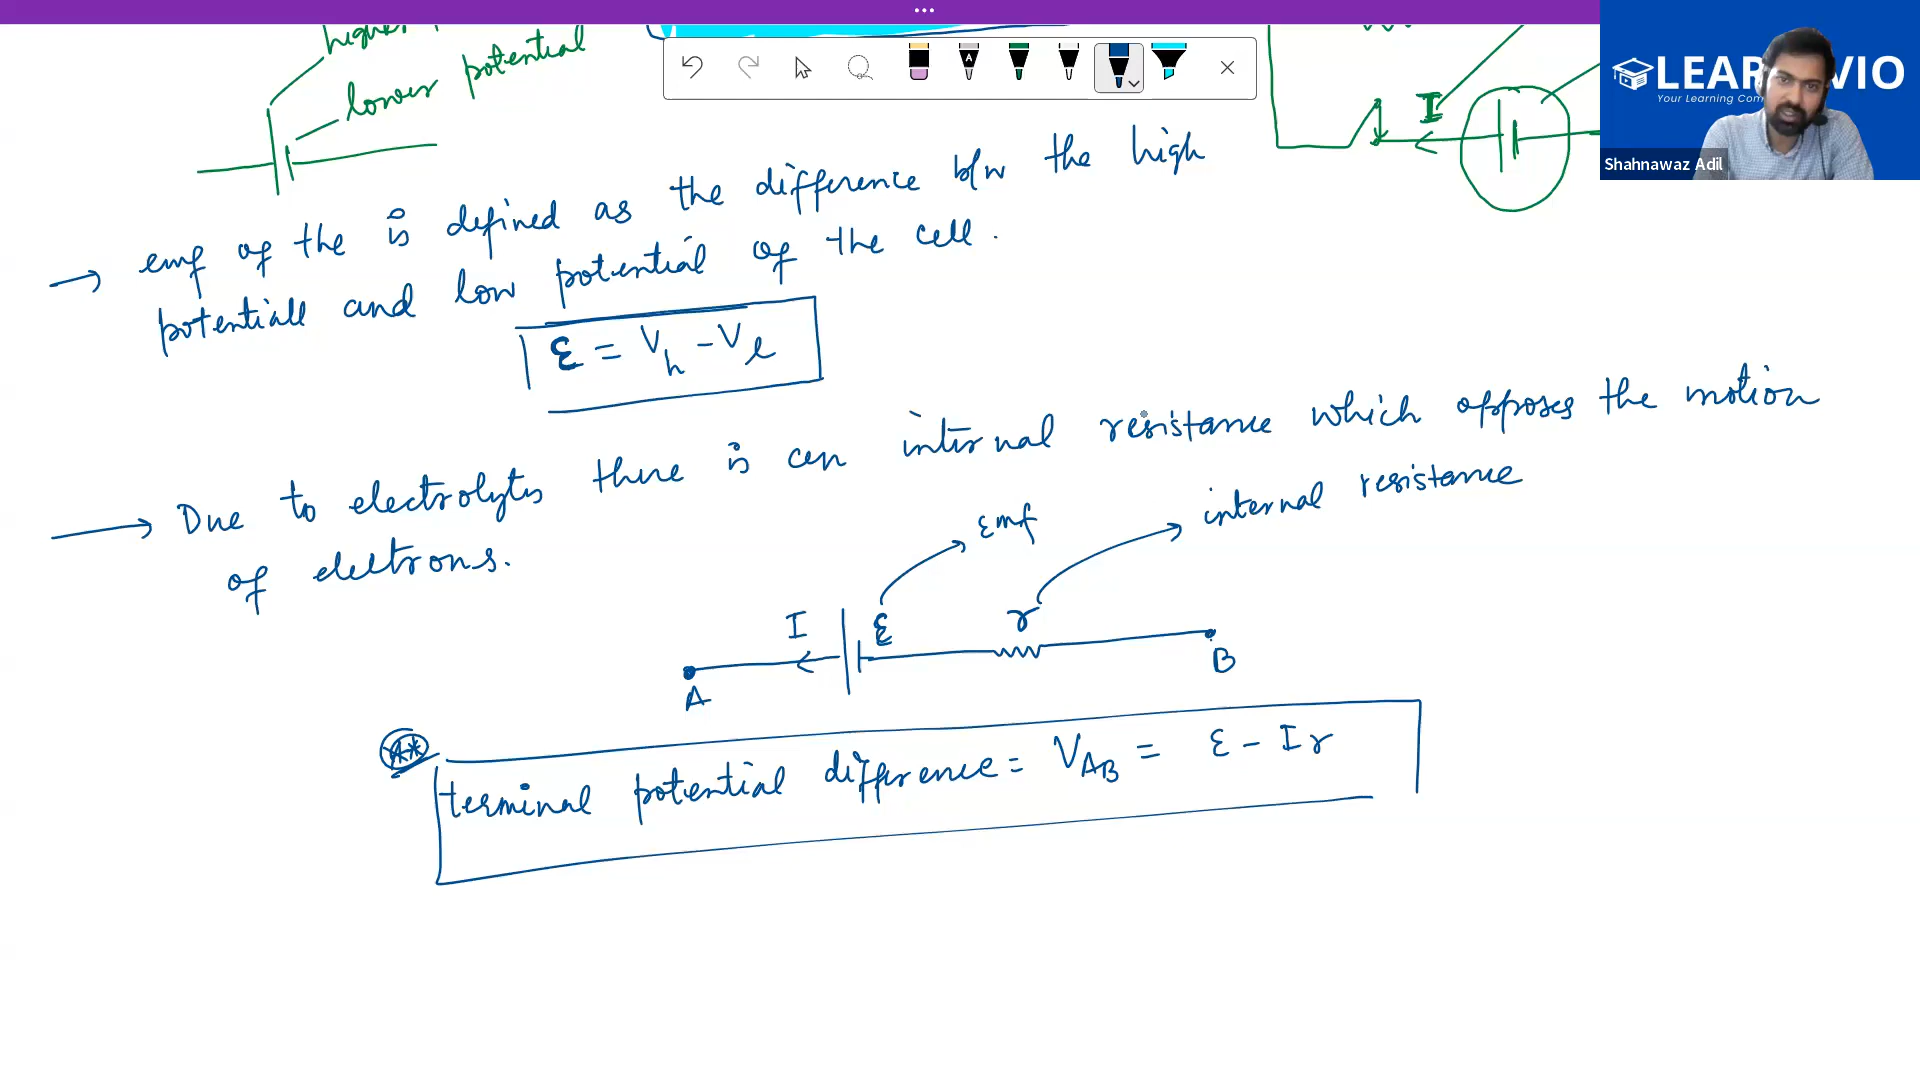 lower potential
LEAR VIO
Your Learning Com
I
Shahnawaz Adil
→ emf of the is defined as the difference b/w the high
potentiall and low potential of the cell.
ε = Vh - Vl
→ Due to electrolytes there is an internal resistance which opposes the motion
of electrons.
emf
internal resistance
I
ε
r
A
B
** terminal potential difference = VAB = ε - Ir